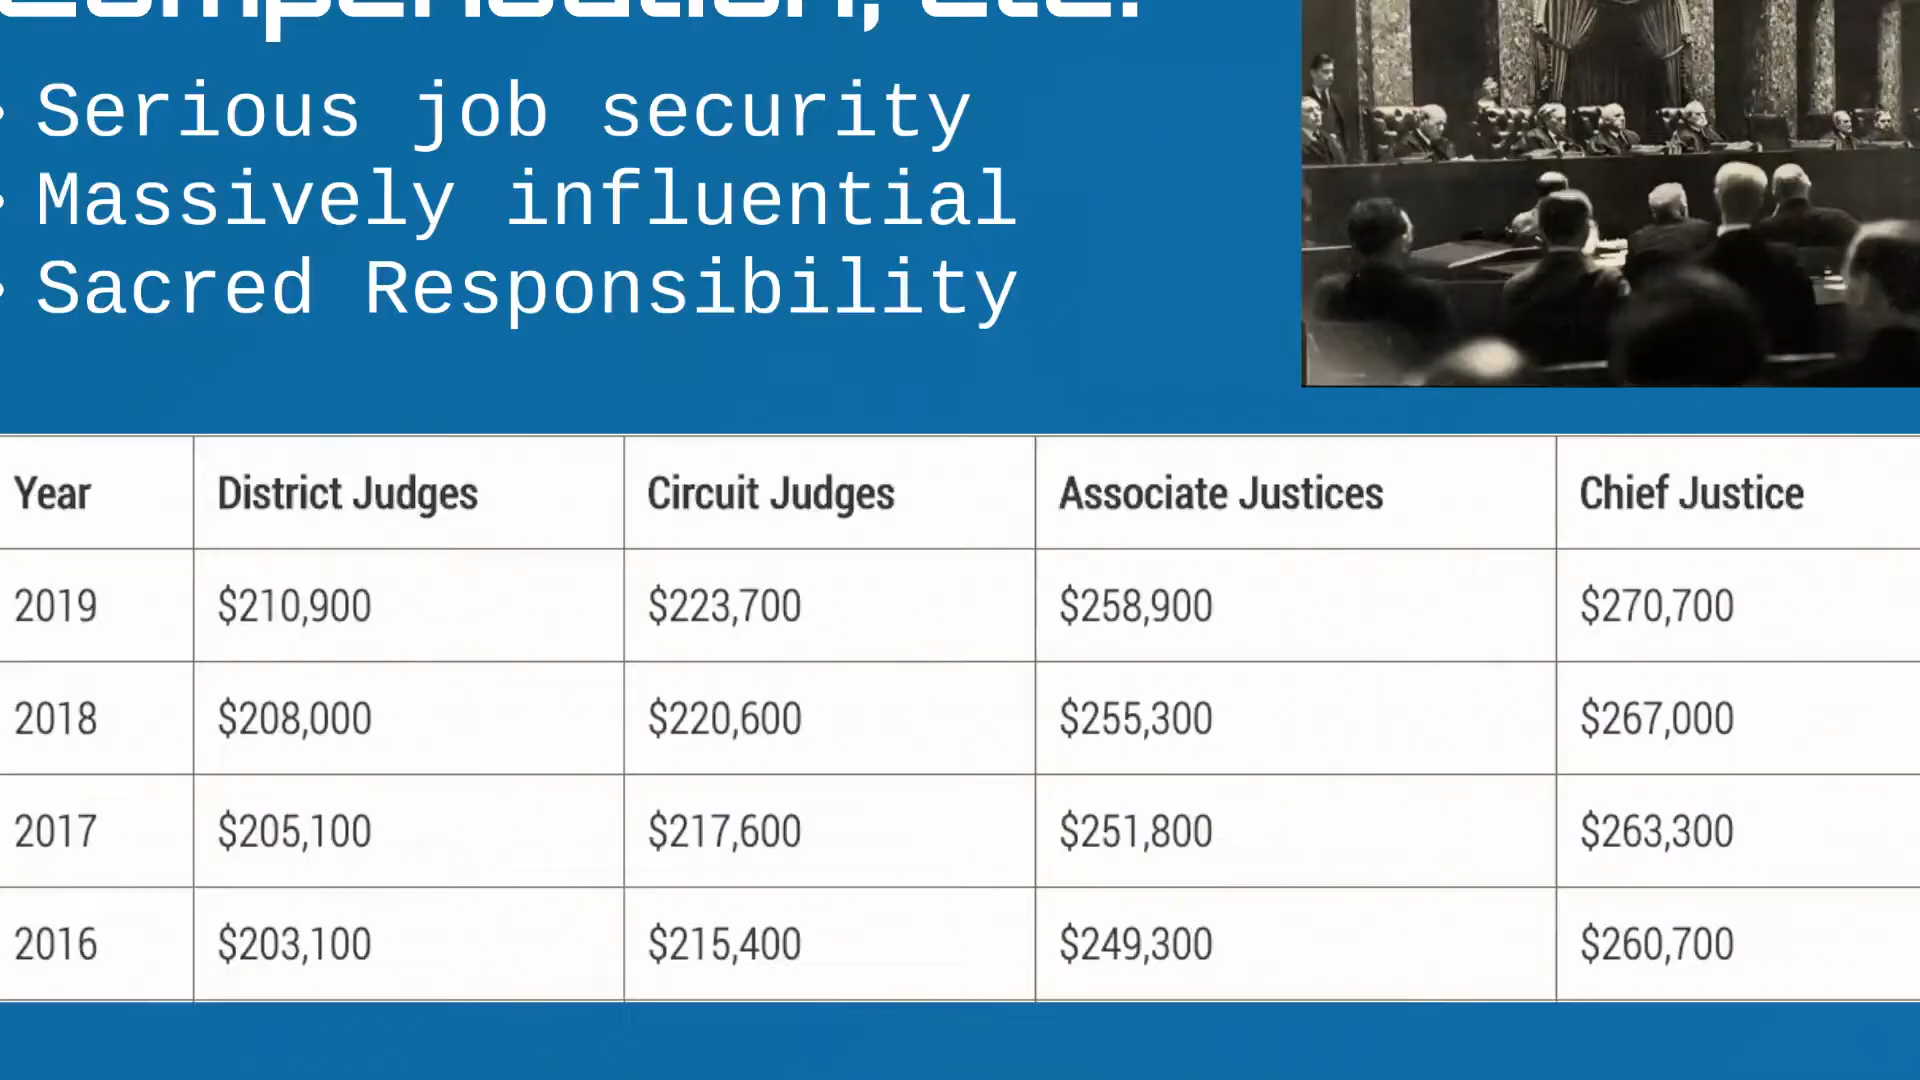 Compensation, etc.
• Serious job security
• Massively influential
• Sacred Responsibility
Year District Judges Circuit Judges Associate Justices Chief Justice
2019 $210,900 $223,700 $258,900 $270,700
2018 $208,000 $220,600 $255,300 $267,000
2017 $205,100 $217,600 $251,800 $263,300
2016 $203,100 $215,400 $249,300 $260,700